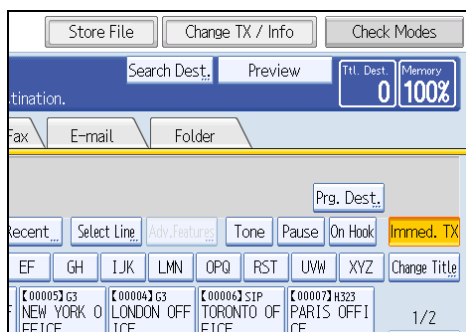 Store File Change TX / Info Check Modes
Search Dest. Preview Ttl. Dest. Memory
tination. 0 100%
Fax E-mail Folder
Prg. Dest.
Recent Select Line Adv.Features Tone Pause On Hook Immed. TX
EF GH IJK LMN OPQ RST UVW XYZ Change Title
【00005】G3 【00004】G3 【00006】SIP 【00007】H323
NEW YORK O LONDON OFF TORONTO OF PARIS OFFI 1/2
FFICE ICE FICE CE